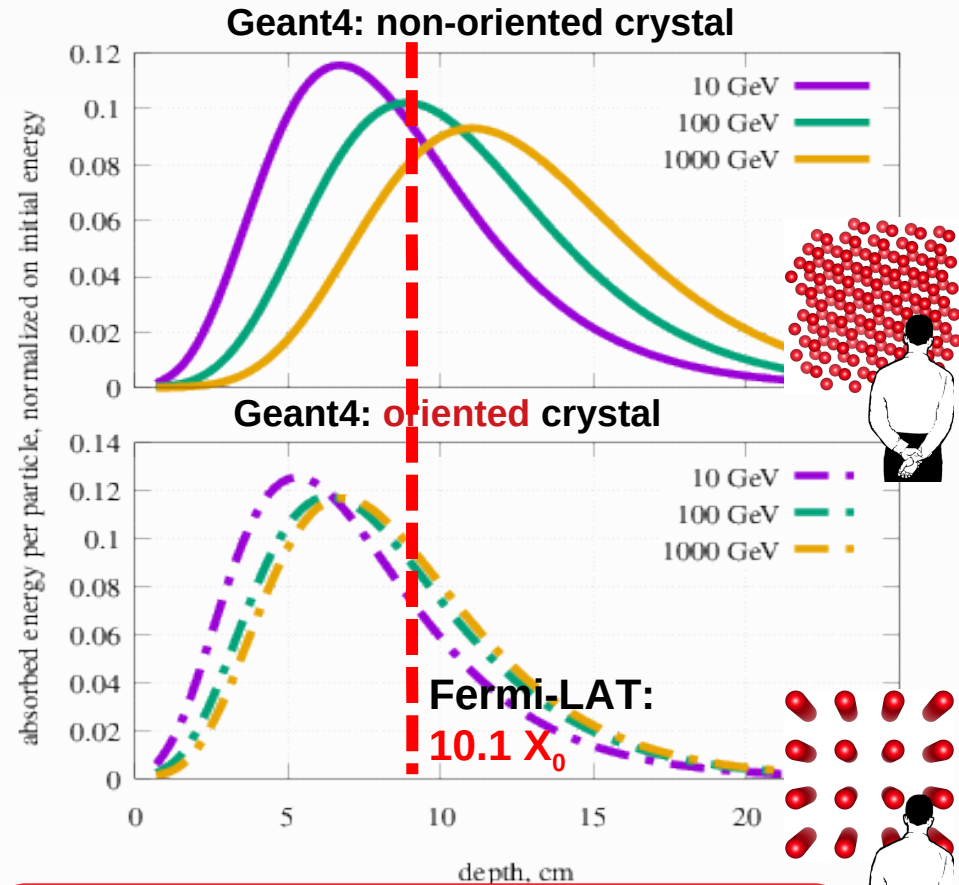 Geant4: non-oriented crystal
absorbed energy per particle, normalized on initial energy
0.12
0.1
0.08
0.06
0.04
0.02
0
10 GeV
100 GeV
1000 GeV
Geant4: oriented crystal
0.14
0.12
0.1
0.08
0.06
0.04
0.02
0
10 GeV
100 GeV
1000 GeV
Fermi-LAT:
10.1 X₀
0 5 10 15 20
depth, cm